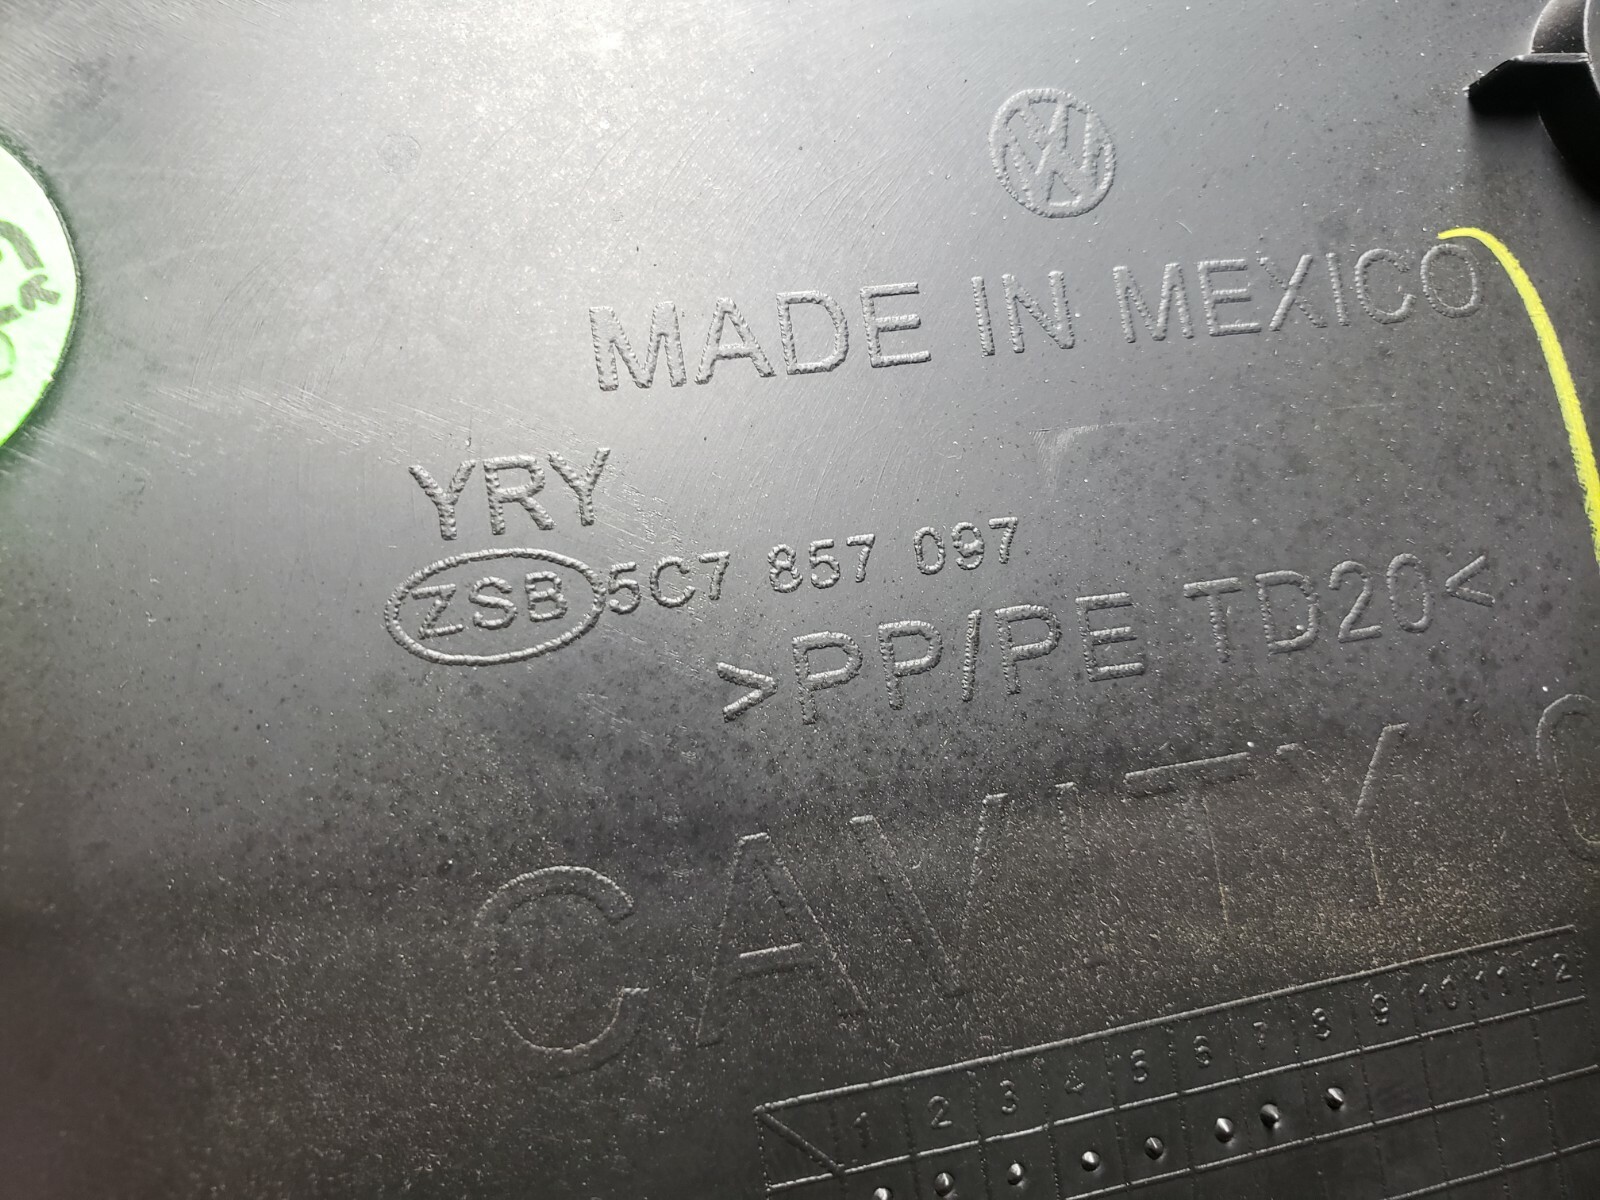 MADE IN MEXICO
YRY
ZSB 5C7 857 097
>PP/PE TD20<
CAVITY
1 2 3 4 5 6 7 8 9 10 11 12